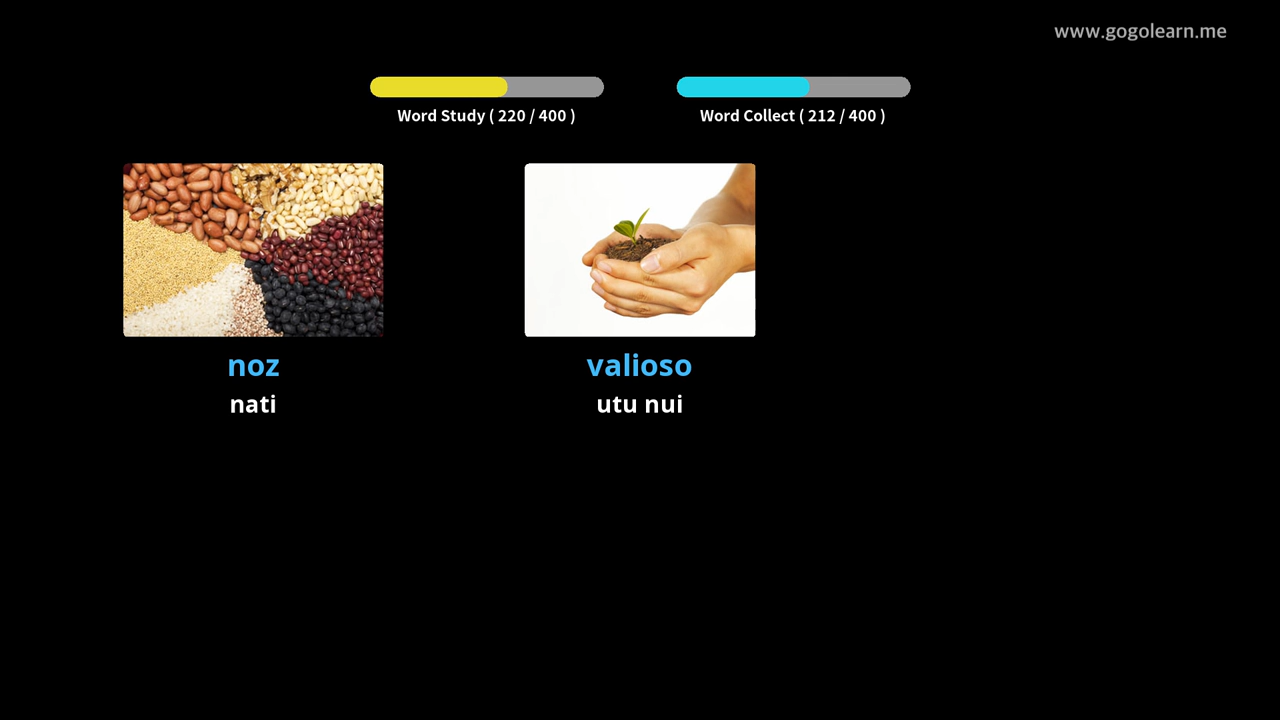 www.gogolearn.me
Word Study ( 220 / 400 )
Word Collect ( 212 / 400 )
noz
nati
valioso
utu nui